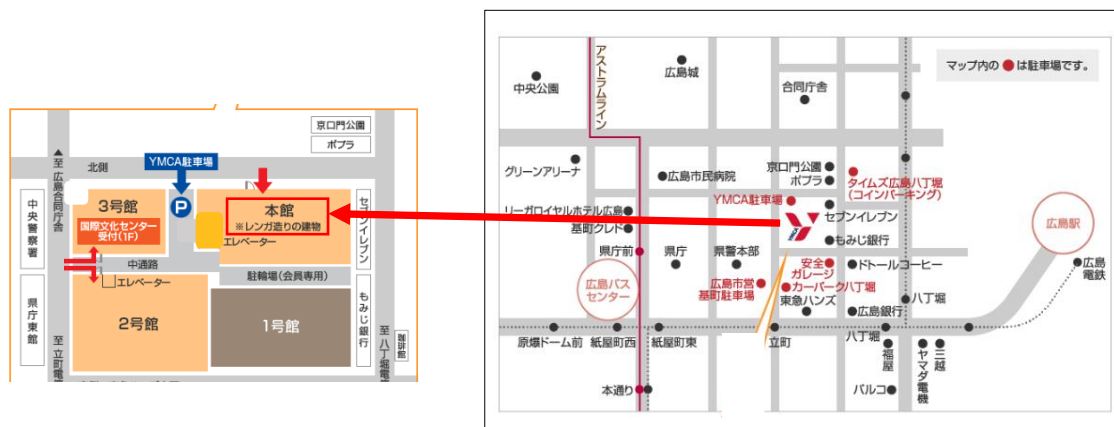 京口門公園
ポプラ
▲至 広島合同庁舎
北側
YMCA駐車場
中央警察署
3号館
国際文化センター
受付(1F)
P
本館
※レンガ造りの建物
エレベーター
セブンイレブン
中通路
エレベーター
駐輪場(会員専用)
県庁東館
2号館
1号館
もみじ銀行
至 立町電
至 八丁堀電
アストラムライン
中央公園
広島城
合同庁舎
マップ内の●は駐車場です。
グリーンアリーナ
広島市民病院
京口門公園
ポプラ
タイムズ広島八丁堀
(コインパーキング)
YMCA駐車場
リーガロイヤルホテル広島
基町クレド
セブンイレブン
もみじ銀行
広島駅
県庁前
県庁
県警本部
安全
ガレージ
ドトールコーヒー
広島
電鉄
広島バス
センター
広島市営
基町駐車場
カーパーク八丁堀
東急ハンズ
広島銀行
八丁堀
原爆ドーム前
紙屋町西
紙屋町東
立町
八丁堀
福屋
ヤマダ電機
三越
本通り
パルコ